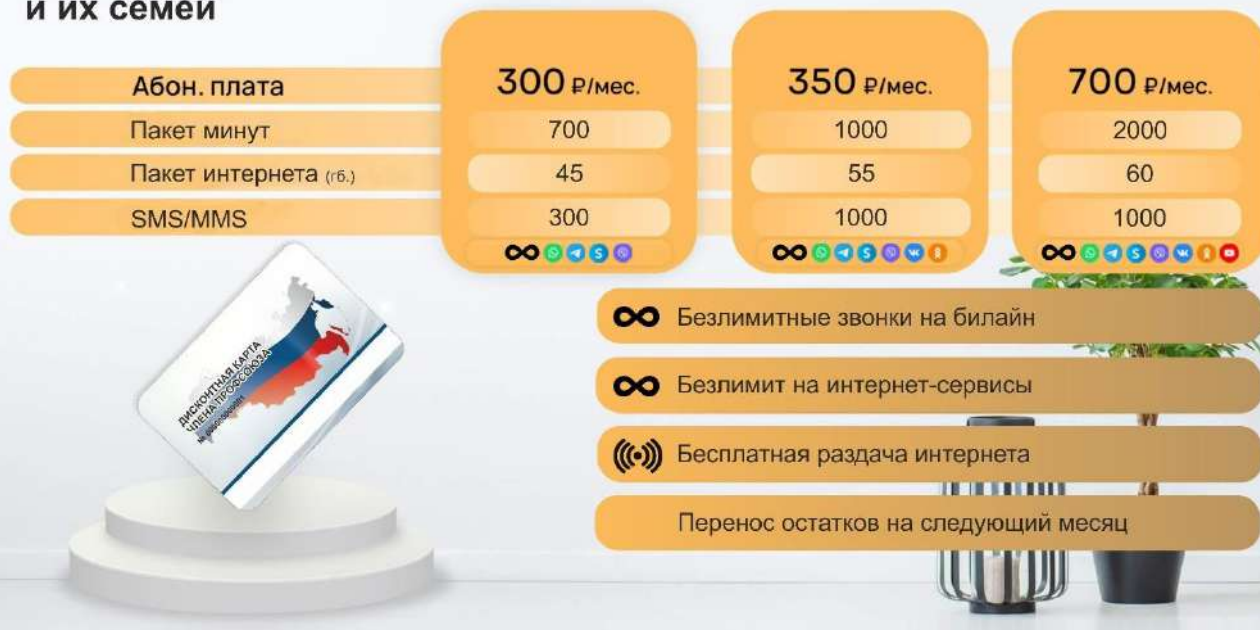 и их семей
Абон. плата 300 ₽/мес. 350 ₽/мес. 700 ₽/мес.
Пакет минут 700 1000 2000
Пакет интернета (гб.) 45 55 60
SMS/MMS 300 1000 1000
Безлимитные звонки на билайн
Безлимит на интернет-сервисы
Бесплатная раздача интернета
Перенос остатков на следующий месяц
ДИСКОНТНАЯ КАРТА
ЧЛЕНА ПРОФСОЮЗА